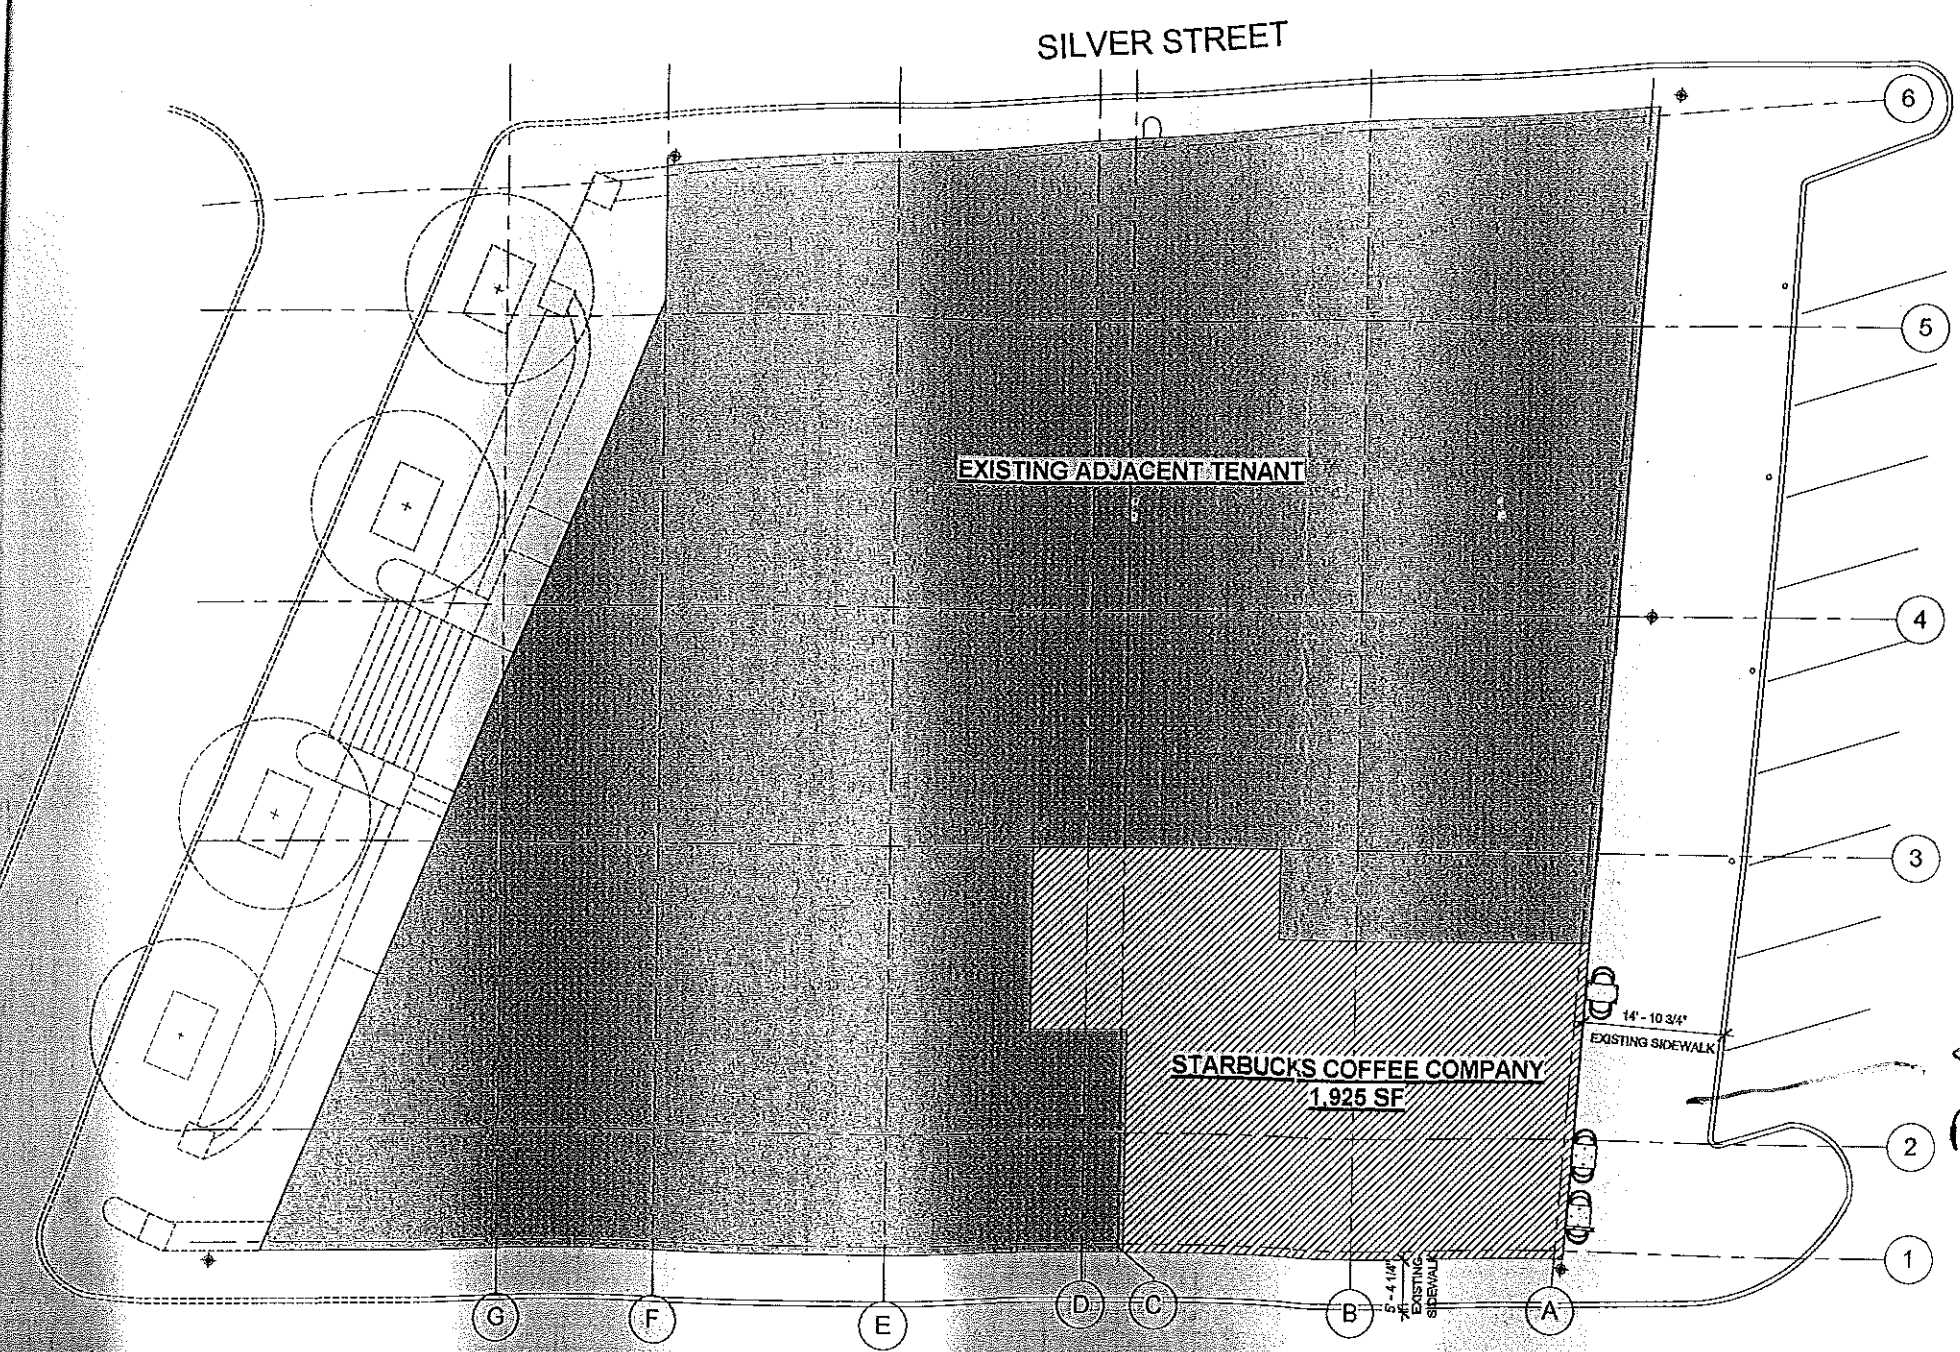 SILVER STREET
6
5
EXISTING ADJACENT TENANT
4
3
14' - 10 3/4"
EXISTING SIDEWALK
STARBUCKS COFFEE COMPANY
1,925 SF
2
1
5' - 4 1/4"
EXISTING
SIDEWALK
G
F
E
D
C
B
A